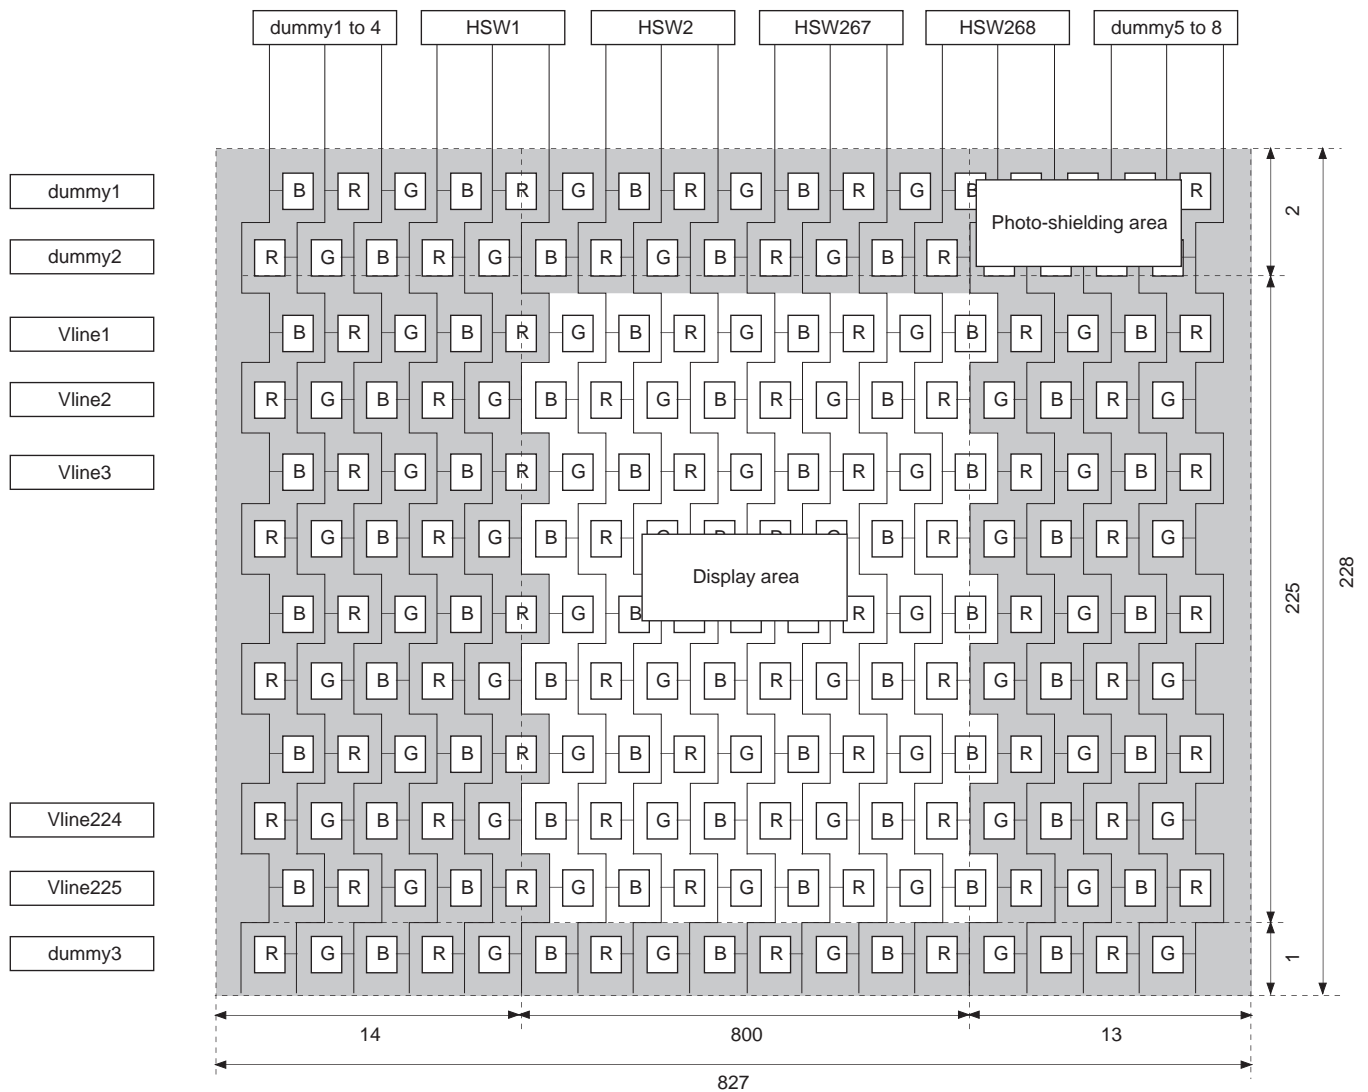 dummy1 to 4 HSW1 HSW2 HSW267 HSW268 dummy5 to 8
dummy1 B R G B R G B R G B R G B R
Photo-shielding area
2
dummy2 R G B R G B R G B R G B R
Vline1 B R G B R G B R G B R G B R G B R
Vline2 R G B R G B R G B R G B R G B R G
Vline3 B R G B R G B R G B R G B R G B R
R G B R G B R G B R G B R G B R G
Display area
228
225
B R G B R G B R G B R G B R
R G B R G B R G B R G B R G B R G
B R G B R G B R G B R G B R G B R
Vline224 R G B R G B R G B R G B R G B R G
Vline225 B R G B R G B R G B R G B R G B R
dummy3 R G B R G B R G B R G B R G B R G
1
14 800 13
827